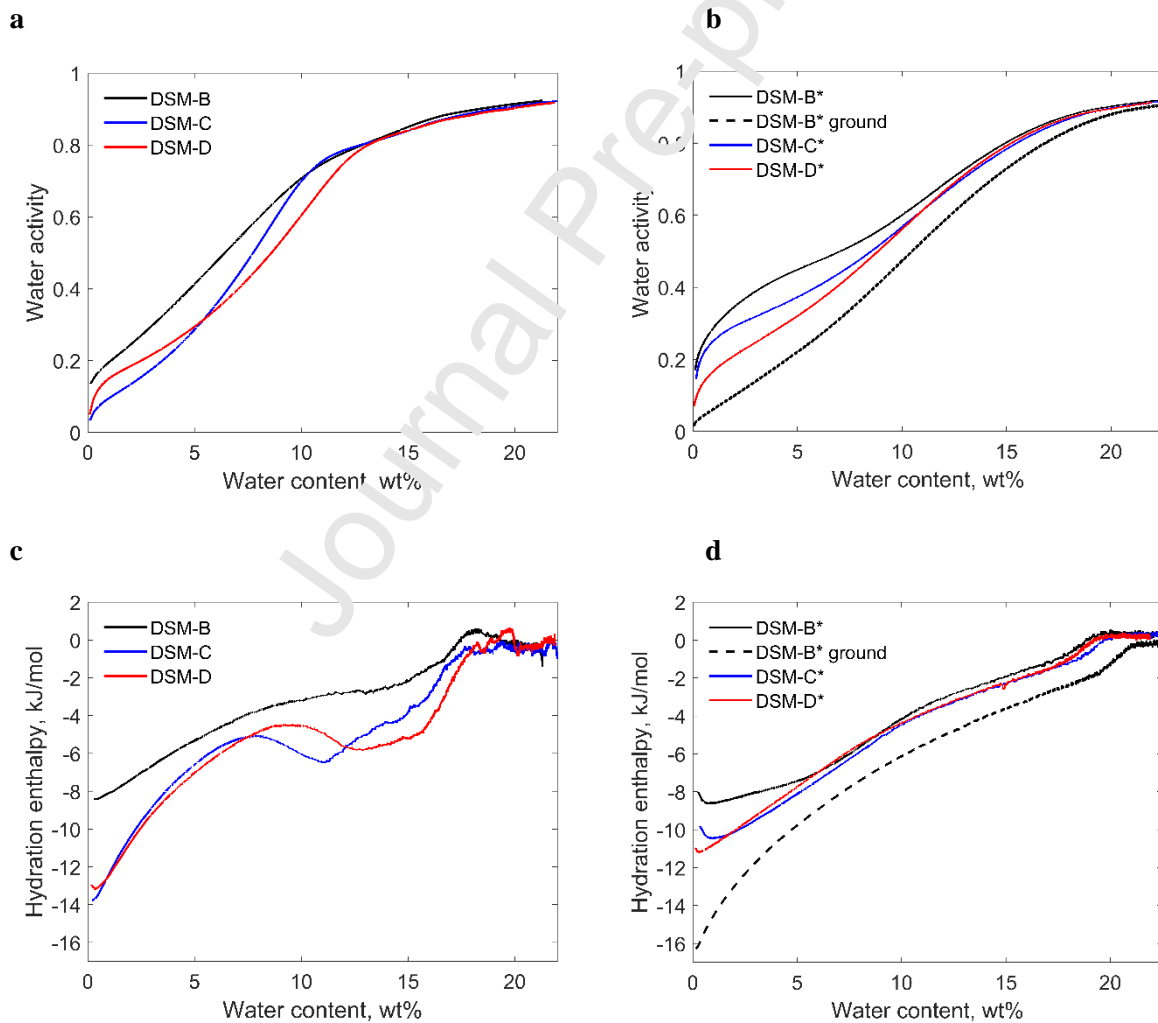 a
b
1
0.8
0.6
0.4
0.2
0
Water activity
DSM-B
DSM-C
DSM-D
0
5
10
15
20
Water content, wt%
1
0.8
0.6
0.4
0.2
0
Water activity
DSM-B*
DSM-B* ground
DSM-C*
DSM-D*
0
5
10
15
20
Water content, wt%
Journal Pre-p
c
d
2
0
-2
-4
-6
-8
-10
-12
-14
-16
Hydration enthalpy, kJ/mol
DSM-B
DSM-C
DSM-D
0
5
10
15
20
Water content, wt%
2
0
-2
-4
-6
-8
-10
-12
-14
-16
Hydration enthalpy, kJ/mol
DSM-B*
DSM-B* ground
DSM-C*
DSM-D*
0
5
10
15
20
Water content, wt%